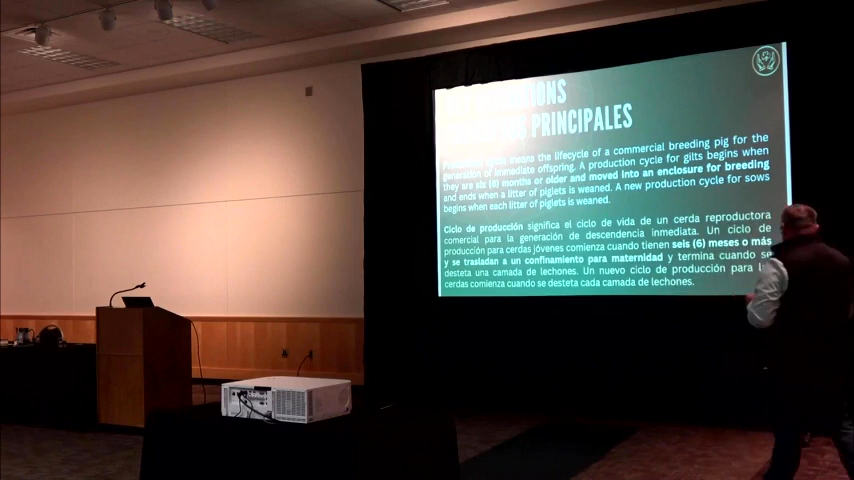 PRINCIPALES
means the lifecycle of a commercial breeding pig for the
generation of immediate offspring. A production cycle for gilts begins when
they are six (6) months or older and moved into an enclosure for breeding
and ends when a litter of piglets is weaned. A new production cycle for sows
begins when each litter of piglets is weaned.
Ciclo de producción significa el ciclo de vida de un cerda reproductora
comercial para la generación de descendencia inmediata. Un ciclo de
producción para cerdas jóvenes comienza cuando tienen seis (6) meses o más
y se trasladan a un confinamiento para maternidad y termina cuando se
desteta una camada de lechones. Un nuevo ciclo de producción para
cerdas comienza cuando se desteta cada camada de lechones.